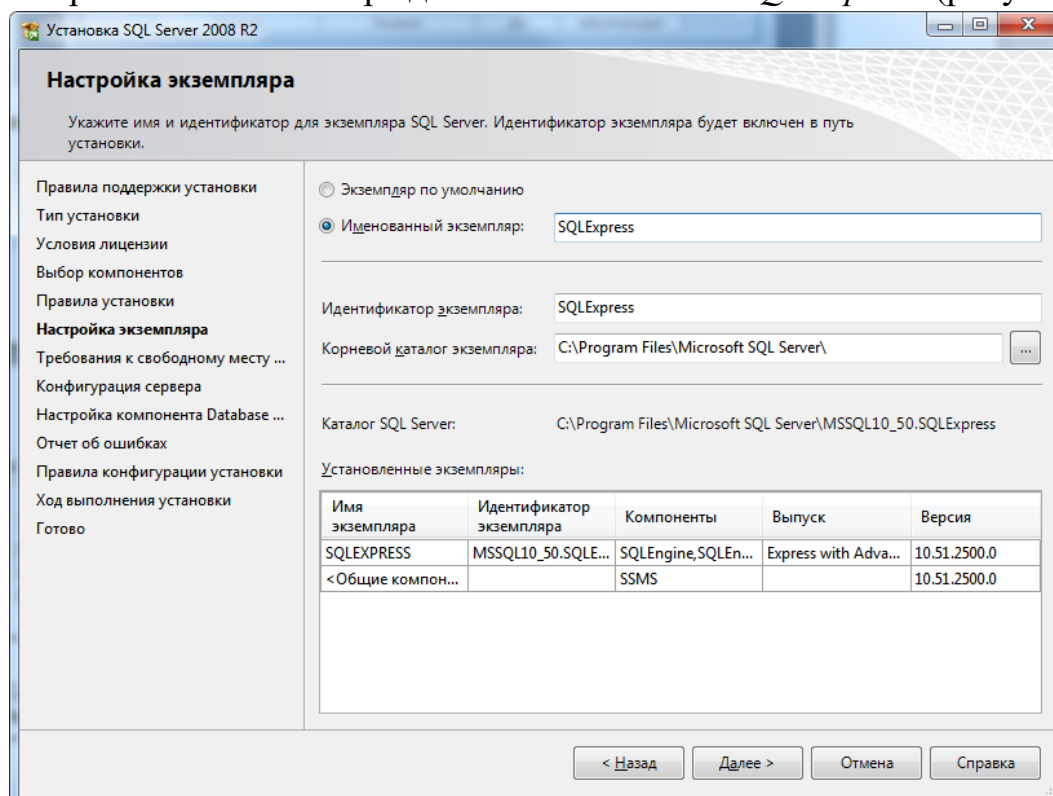 Установка SQL Server 2008 R2
Настройка экземпляра
Укажите имя и идентификатор для экземпляра SQL Server. Идентификатор экземпляра будет включен в путь
установки.
Правила поддержки установки
Тип установки
Условия лицензии
Выбор компонентов
Правила установки
Настройка экземпляра
Требования к свободному месту ...
Конфигурация сервера
Настройка компонента Database ...
Отчет об ошибках
Правила конфигурации установки
Ход выполнения установки
Готово
Экземпляр по умолчанию
Именованный экземпляр: SQLExpress
Идентификатор экземпляра: SQLExpress
Корневой каталог экземпляра: C:\Program Files\Microsoft SQL Server\ ...
Каталог SQL Server: C:\Program Files\Microsoft SQL Server\MSSQL10_50.SQLExpress
Установленные экземпляры:
Имя экземпляра Идентификатор экземпляра Компоненты Выпуск Версия
SQLEXPRESS MSSQL10_50.SQLE... SQLEngine,SQLEn... Express with Adva... 10.51.2500.0
<Общие компон... SSMS 10.51.2500.0
< Назад Далее > Отмена Справка